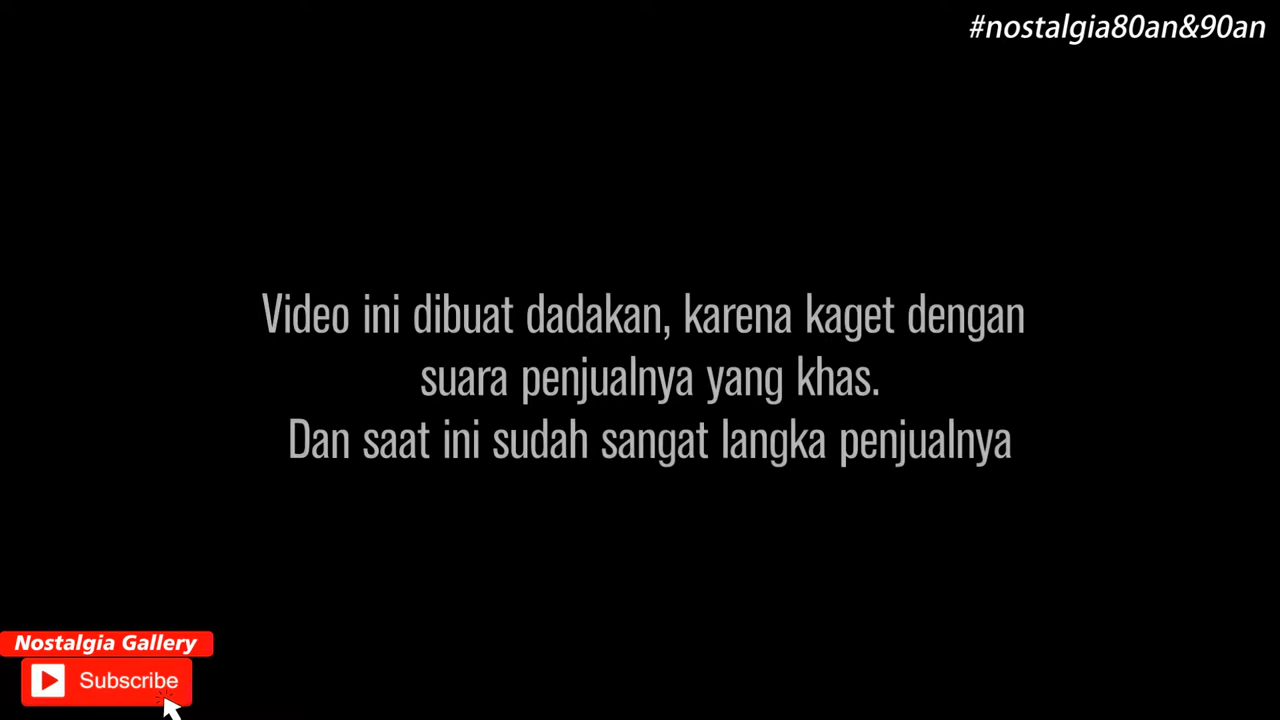 #nostalgia80an&90an
Video ini dibuat dadakan, karena kaget dengan
suara penjualnya yang khas.
Dan saat ini sudah sangat langka penjualnya
Nostalgia Gallery
Subscribe